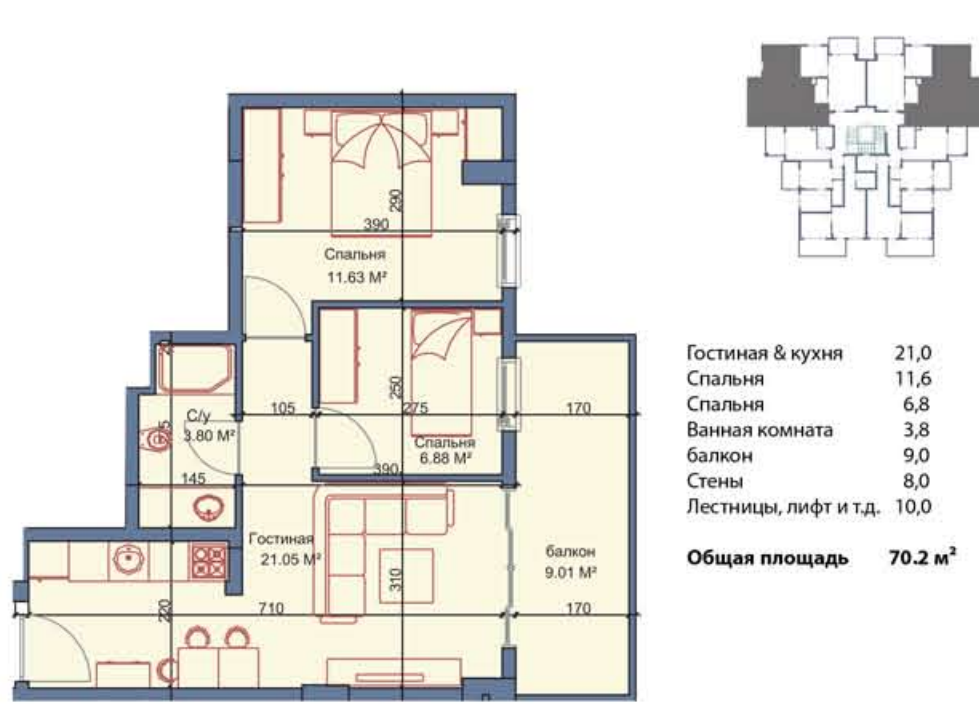 290
390
Спальня
11.63 М²
250
105
275
170
С/у
3.80 М²
Спальня
6.88 М²
390
145
Гостиная
21.05 М²
балкон
9.01 М²
310
220
710
170
Гостиная & кухня 21,0
Спальня 11,6
Спальня 6,8
Ванная комната 3,8
балкон 9,0
Стены 8,0
Лестницы, лифт и т.д. 10,0
Общая площадь 70.2 м²